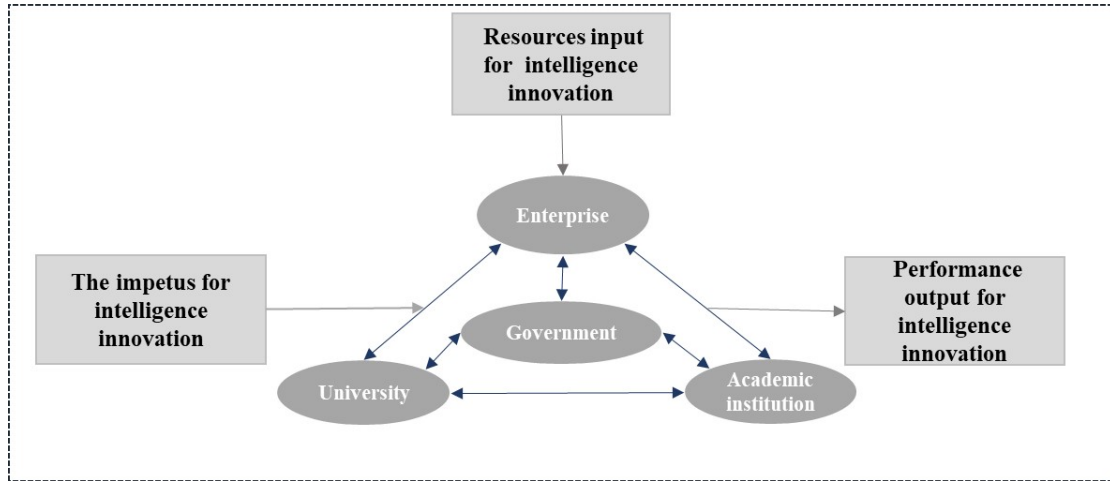 Resources input
for intelligence
innovation
Enterprise
The impetus for
intelligence
innovation
Performance
output for
intelligence
innovation
Government
University
Academic
institution